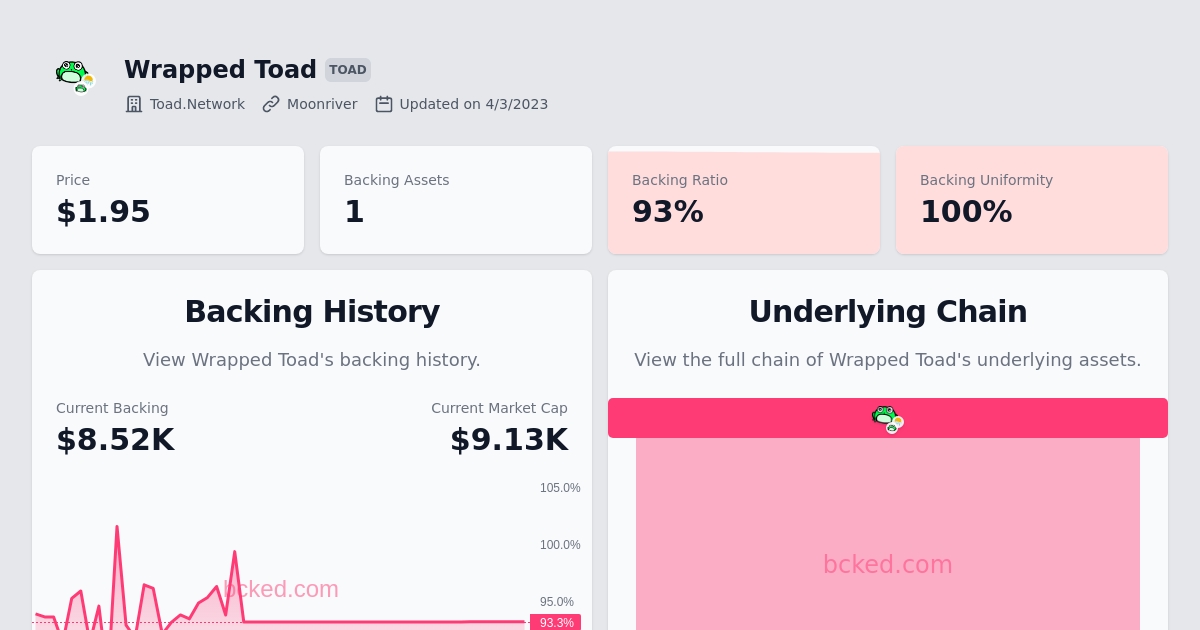 Wrapped Toad TOAD
Toad.Network Moonriver Updated on 4/3/2023
Price
$1.95
Backing Assets
1
Backing Ratio
93%
Backing Uniformity
100%
Backing History
View Wrapped Toad's backing history.
Current Backing
$8.52K
Current Market Cap
$9.13K
105.0%
100.0%
95.0%
93.3%
bcked.com
Underlying Chain
View the full chain of Wrapped Toad's underlying assets.
bcked.com